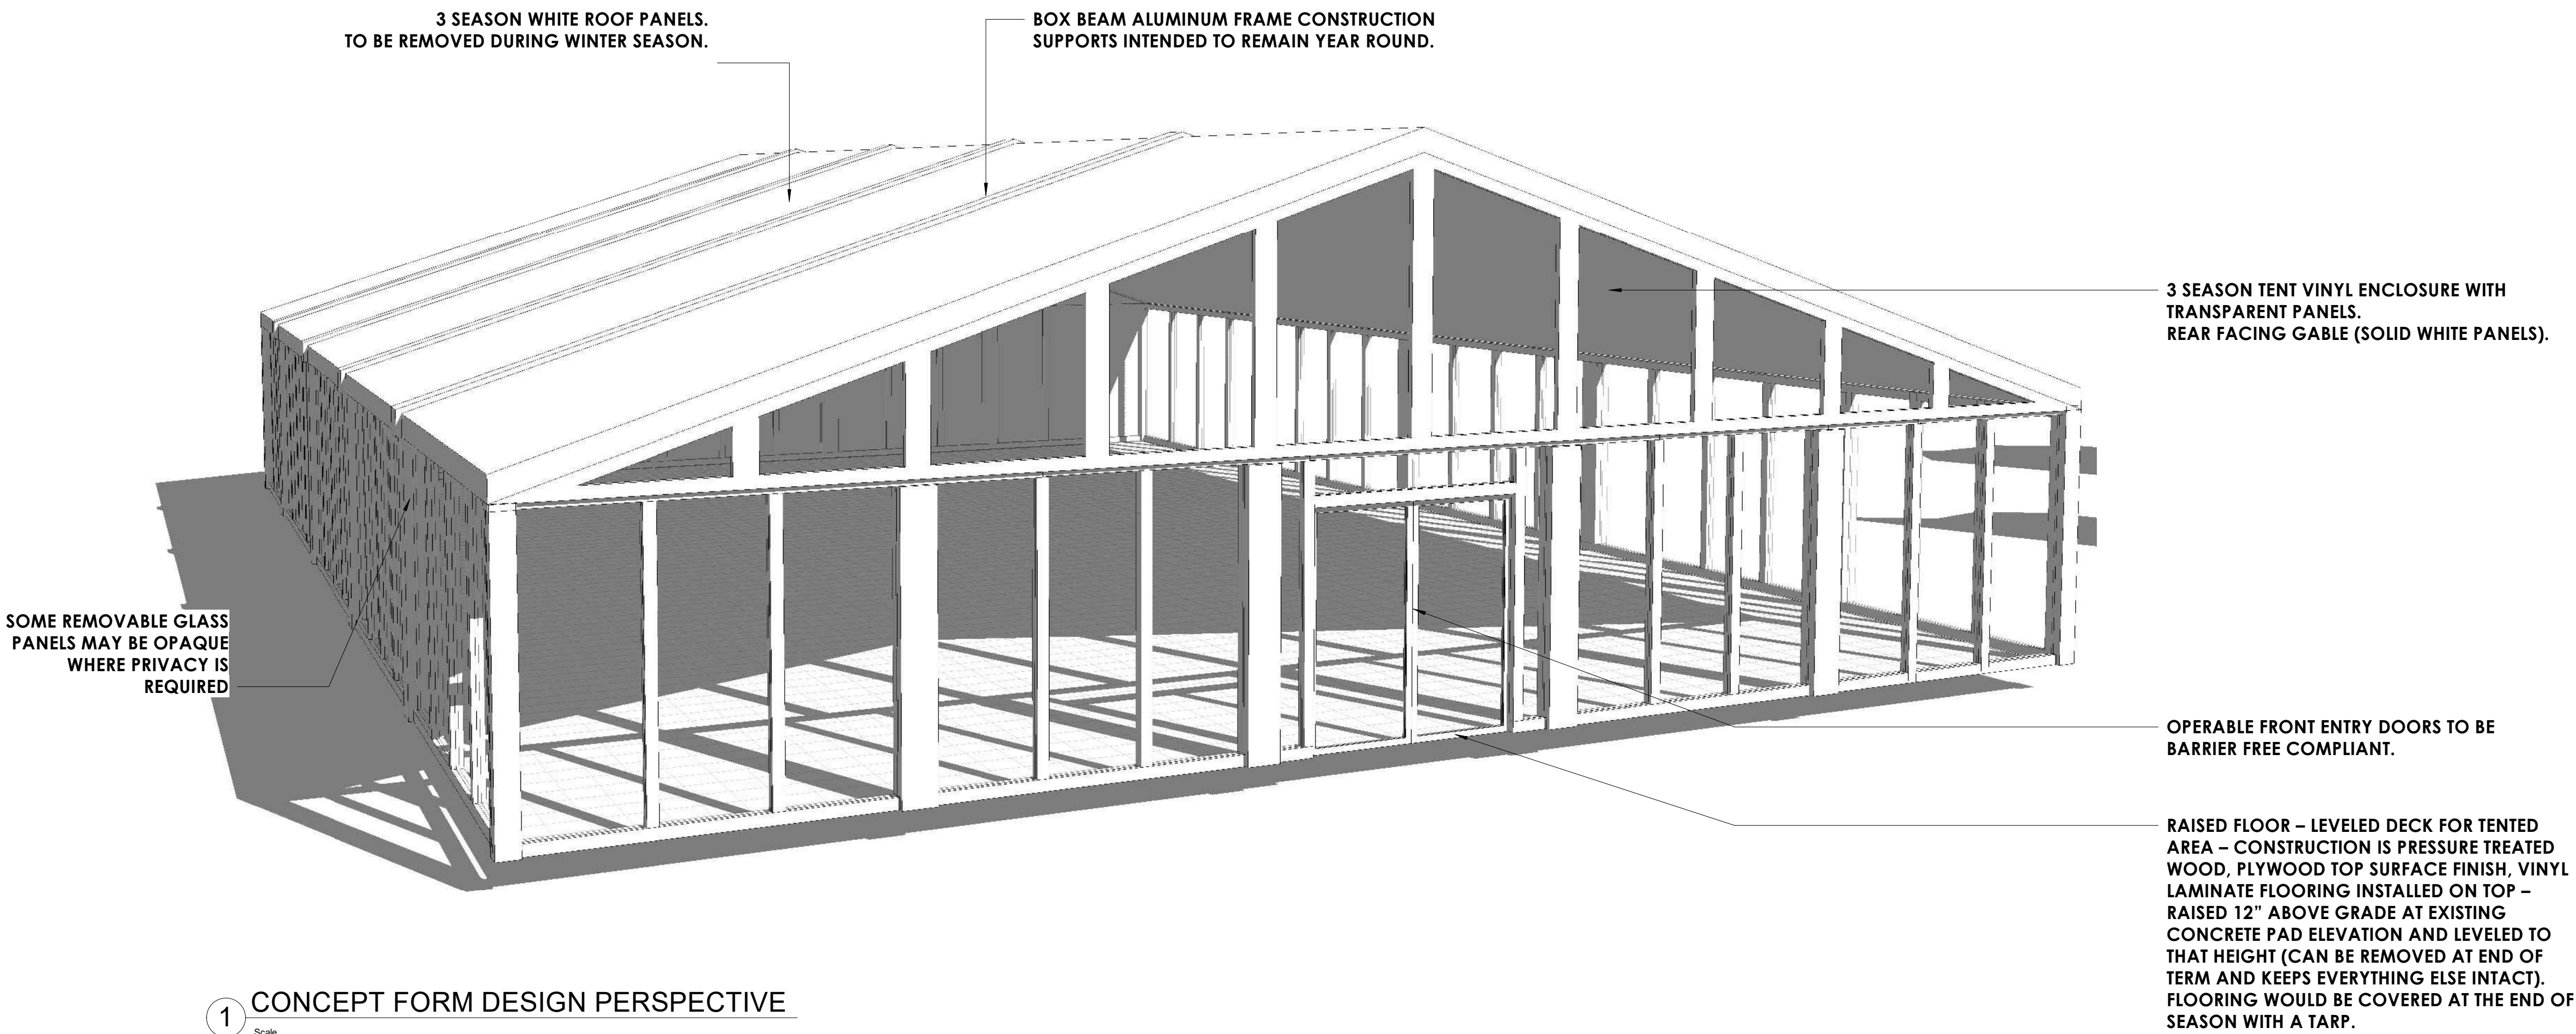 3 SEASON WHITE ROOF PANELS.
TO BE REMOVED DURING WINTER SEASON.
BOX BEAM ALUMINUM FRAME CONSTRUCTION
SUPPORTS INTENDED TO REMAIN YEAR ROUND.
3 SEASON TENT VINYL ENCLOSURE WITH
TRANSPARENT PANELS.
REAR FACING GABLE (SOLID WHITE PANELS).
SOME REMOVABLE GLASS
PANELS MAY BE OPAQUE
WHERE PRIVACY IS
REQUIRED
OPERABLE FRONT ENTRY DOORS TO BE
BARRIER FREE COMPLIANT.
RAISED FLOOR – LEVELED DECK FOR TENTED
AREA – CONSTRUCTION IS PRESSURE TREATED
WOOD, PLYWOOD TOP SURFACE FINISH, VINYL
LAMINATE FLOORING INSTALLED ON TOP –
RAISED 12” ABOVE GRADE AT EXISTING
CONCRETE PAD ELEVATION AND LEVELED TO
THAT HEIGHT (CAN BE REMOVED AT END OF
TERM AND KEEPS EVERYTHING ELSE INTACT).
FLOORING WOULD BE COVERED AT THE END OF
SEASON WITH A TARP.
1 CONCEPT FORM DESIGN PERSPECTIVE
Scale